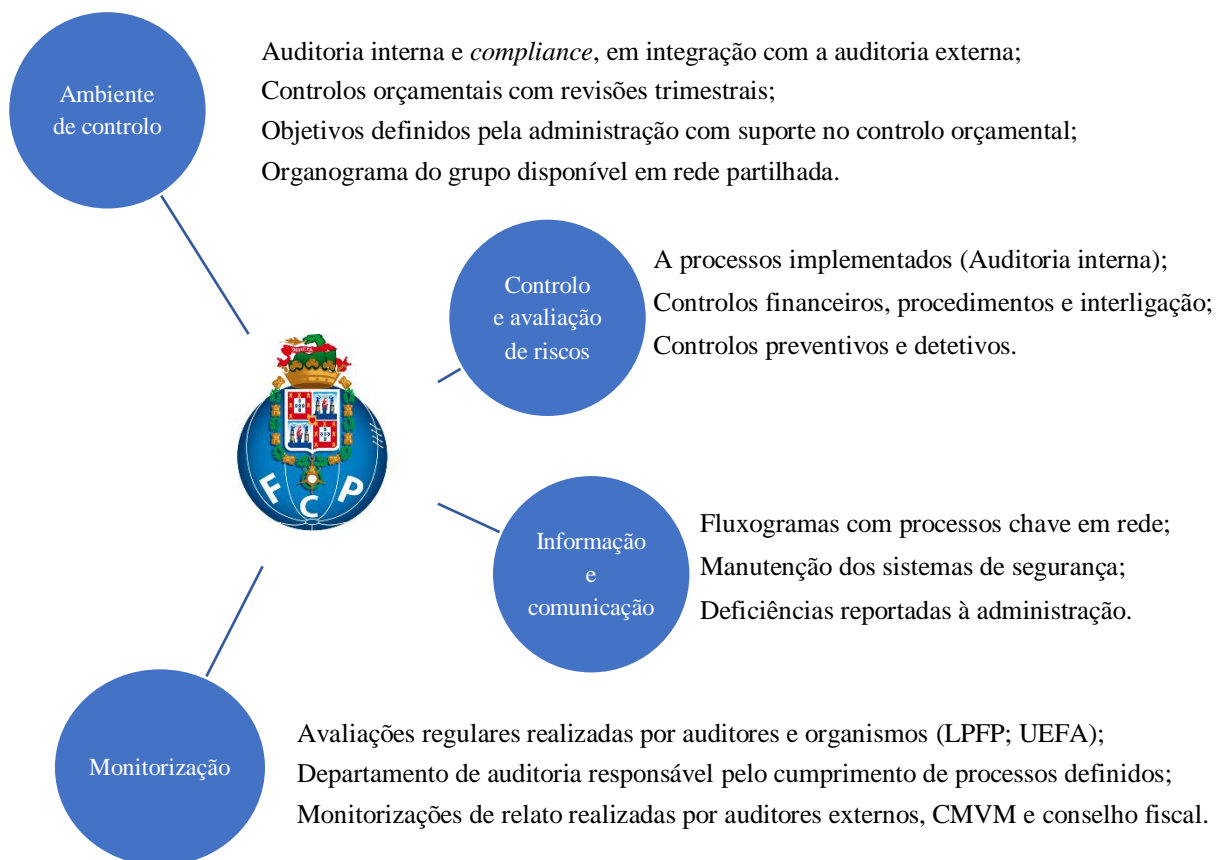 Ambiente
de controlo
Auditoria interna e compliance, em integração com a auditoria externa;
Controlos orçamentais com revisões trimestrais;
Objetivos definidos pela administração com suporte no controlo orçamental;
Organograma do grupo disponível em rede partilhada.
Controlo
e avaliação
de riscos
A processos implementados (Auditoria interna);
Controlos financeiros, procedimentos e interligação;
Controlos preventivos e detetivos.
FCP
Informação
e
comunicação
Fluxogramas com processos chave em rede;
Manutenção dos sistemas de segurança;
Deficiências reportadas à administração.
Monitorização
Avaliações regulares realizadas por auditores e organismos (LPFP; UEFA);
Departamento de auditoria responsável pelo cumprimento de processos definidos;
Monitorizações de relato realizadas por auditores externos, CMVM e conselho fiscal.